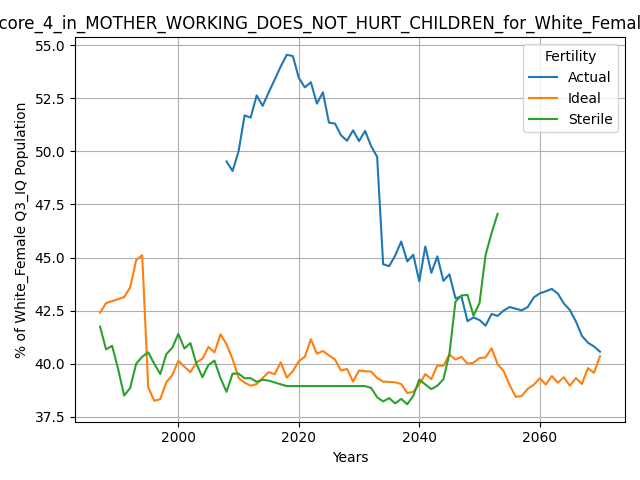 core_4_in_MOTHER_WORKING_DOES_NOT_HURT_CHILDREN_for_White_Femal
55.0
52.5
50.0
47.5
45.0
42.5
40.0
37.5
% of White_Female Q3_IQ Population
Fertility
Actual
Ideal
Sterile
2000
2020
2040
2060
Years